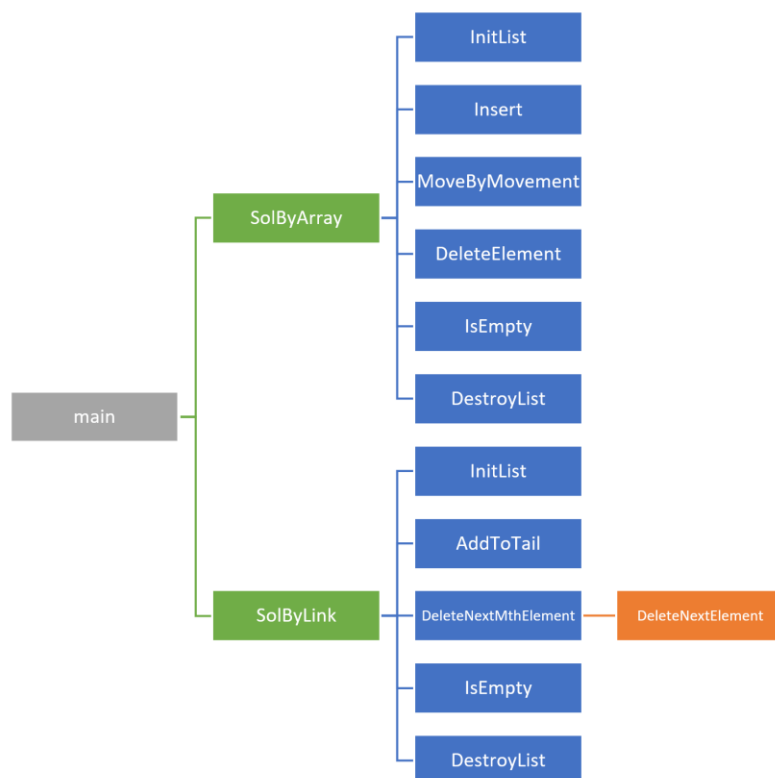 InitList
Insert
MoveByMovement
SolByArray
DeleteElement
IsEmpty
DestroyList
main
InitList
AddToTail
SolByLink
DeleteNextMthElement
DeleteNextElement
IsEmpty
DestroyList